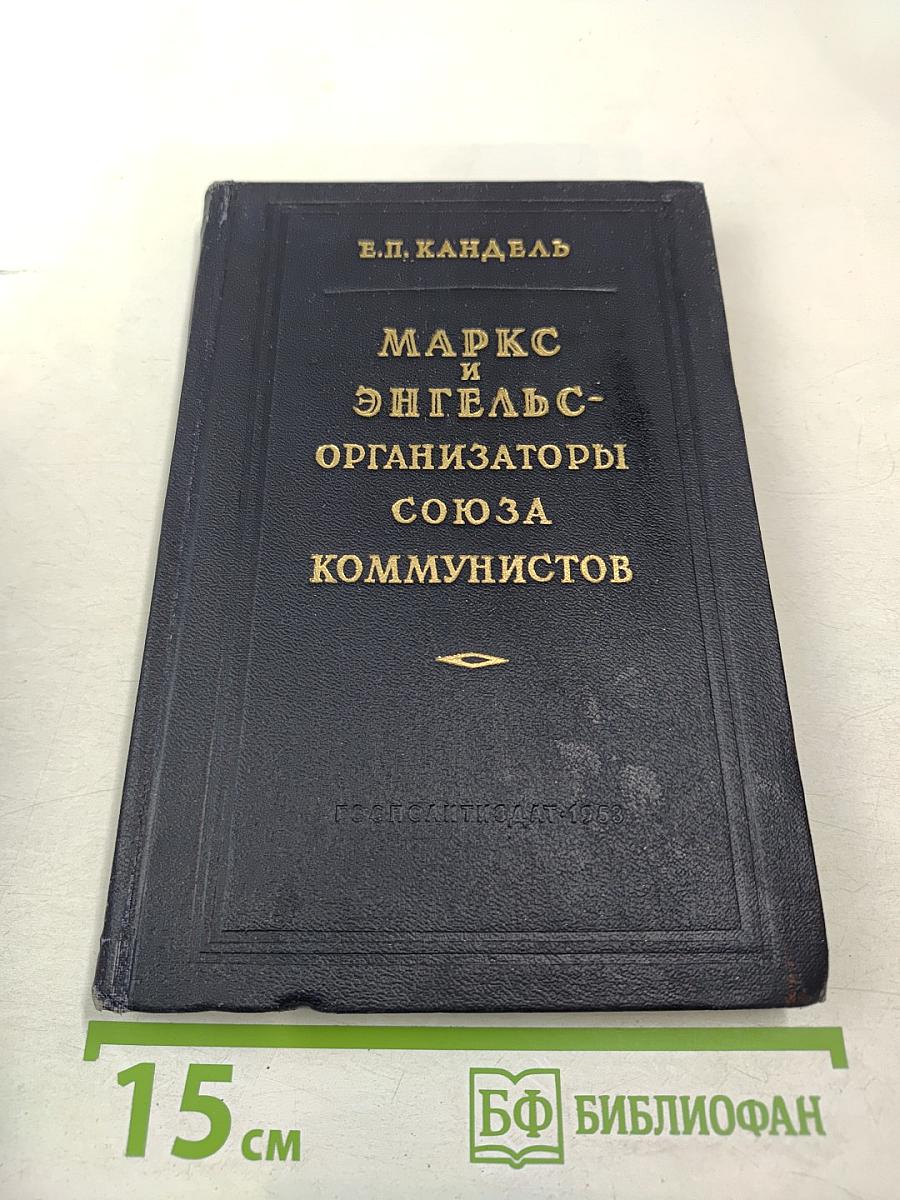 Е.П. КАНДЕЛЬ
МАРКС
И
ЭНГЕЛЬС-
ОРГАНИЗАТОРЫ
СОЮЗА
КОММУНИСТОВ
ГОСПОЛИТИЗДАТ·1953
15 см
БФ БИБЛИОФАН